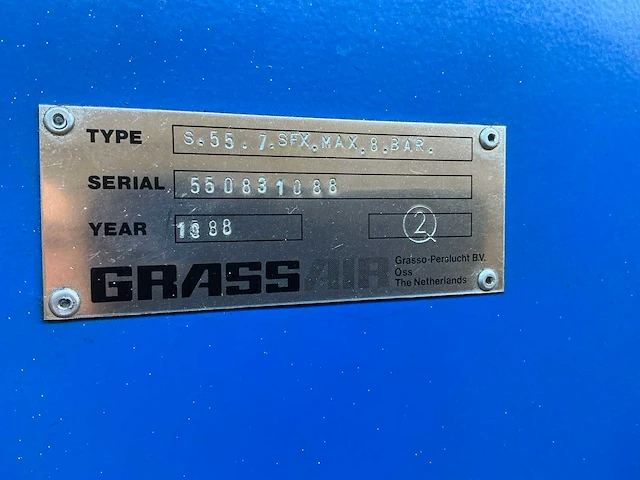 TYPE S.55.7.SFX.MAX.8.BAR.
SERIAL 550831088
YEAR 1988 2
GRASSAIR
Grasso-Perslucht B.V.
Oss
The Netherlands